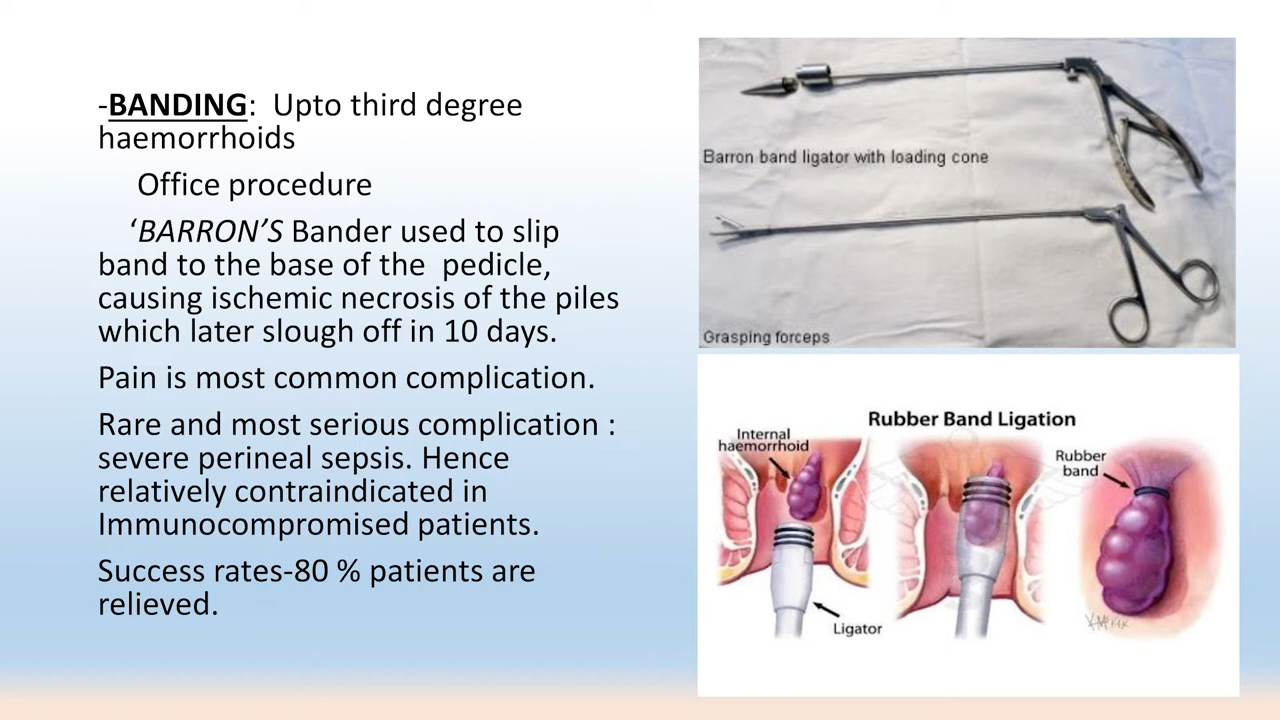 -BANDING: Upto third degree
haemorrhoids
Office procedure
‘BARRON’S Bander used to slip
band to the base of the pedicle,
causing ischemic necrosis of the piles
which later slough off in 10 days.
Pain is most common complication.
Rare and most serious complication :
severe perineal sepsis. Hence
relatively contraindicated in
Immunocompromised patients.
Success rates-80 % patients are
relieved.
Barron band ligator with loading cone
Grasping forceps
Rubber Band Ligation
Internal
haemorrhoid
Rubber
band
Ligator